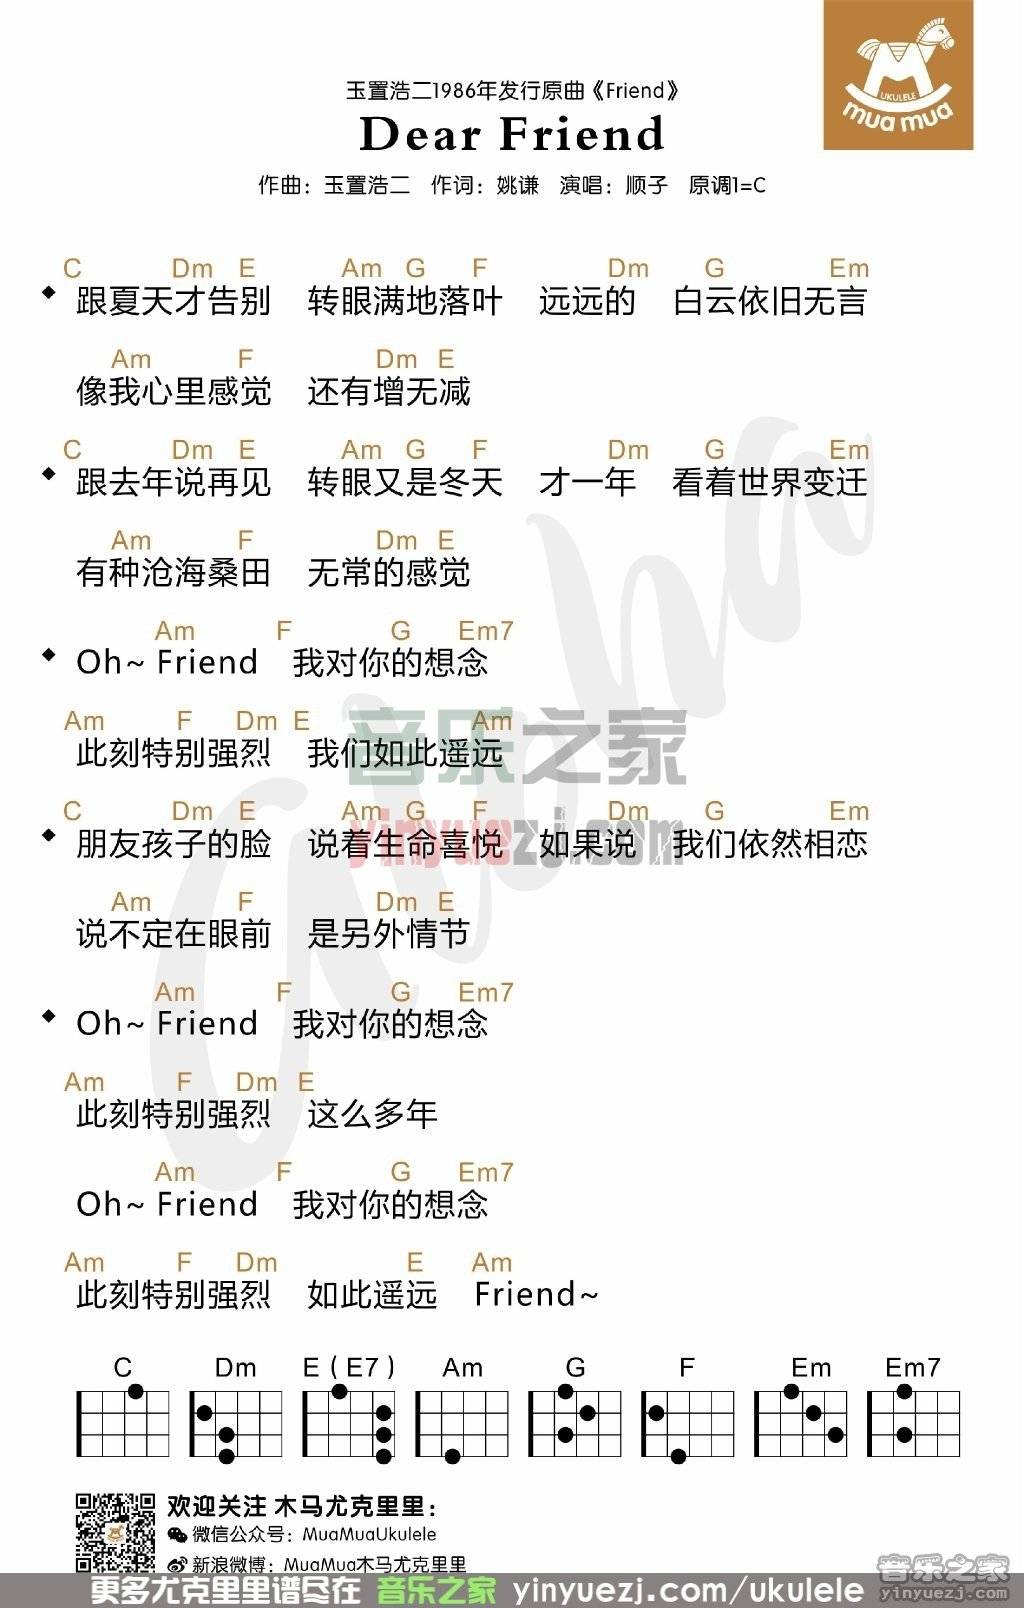 玉置浩二1986年发行原曲《Friend》
UKULELE
mua mua
Dear Friend
作曲：玉置浩二 作词：姚谦 演唱：顺子 原调1=C
C Dm E Am G F Dm G Em
跟夏天才告别 转眼满地落叶 远远的 白云依旧无言
Am F Dm E
像我心里感觉 还有增无减
C Dm E Am G F Dm G Em
跟去年说再见 转眼又是冬天 才一年 看着世界变迁
Am F Dm E
有种沧海桑田 无常的感觉
Am F G Em7
Oh~ Friend 我对你的想念
Am F Dm E Am
此刻特别强烈 我们如此遥远
音乐之家
C Dm E Am G F Dm G Em
yinyuezj.com
朋友孩子的脸 说着生命喜悦 如果说 我们依然相恋
Am F Dm E
说不定在眼前 是另外情节
Am F G Em7
Oh~ Friend 我对你的想念
Am F Dm E
此刻特别强烈 这么多年
Am F G Em7
Oh~ Friend 我对你的想念
Am F Dm E Am
此刻特别强烈 如此遥远 Friend~
C Dm E（E7） Am G F Em Em7
欢迎关注 木马尤克里里：
微信公众号：MuaMuaUkulele
新浪微博：MuaMua木马尤克里里
更多尤克里里谱尽在 音乐之家 yinyuezj.com/ukulele
音乐之家
yinyuezj.com